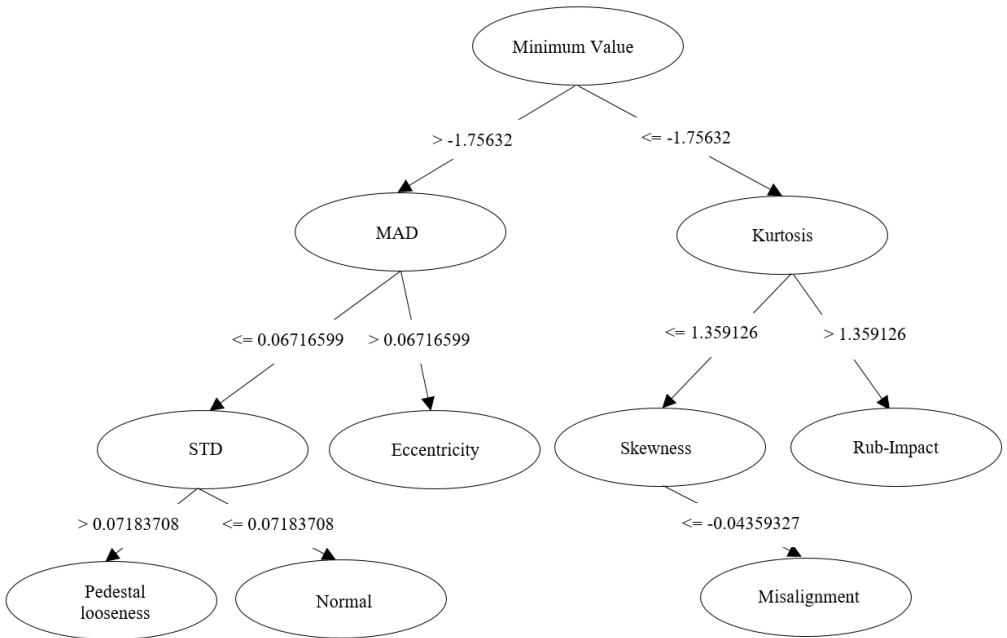 Minimum Value
> -1.75632
<= -1.75632
MAD
Kurtosis
<= 0.06716599
> 0.06716599
<= 1.359126
> 1.359126
STD
Eccentricity
Skewness
Rub-Impact
> 0.07183708
<= 0.07183708
<= -0.04359327
Pedestal
looseness
Normal
Misalignment